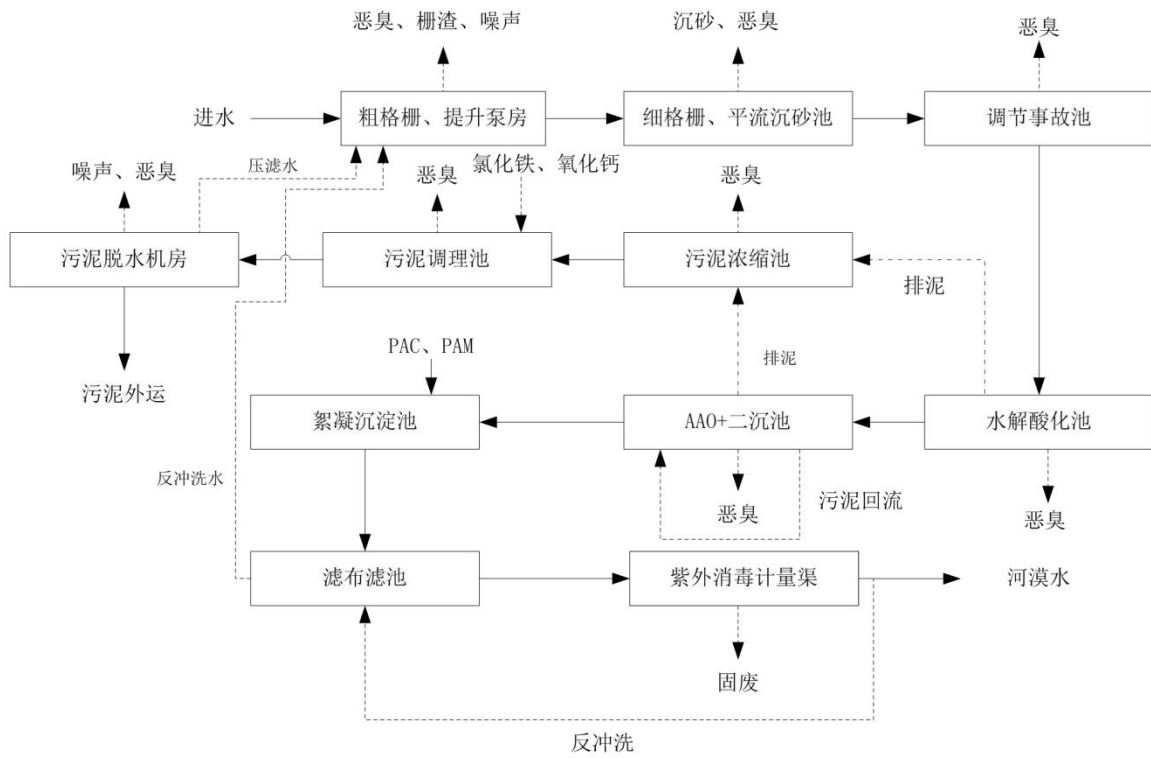 恶臭、栅渣、噪声
沉砂、恶臭
恶臭
进水
粗格栅、提升泵房
细格栅、平流沉砂池
调节事故池
压滤水
氯化铁、氧化钙
噪声、恶臭
恶臭
恶臭
污泥脱水机房
污泥调理池
污泥浓缩池
排泥
PAC、PAM
排泥
污泥外运
絮凝沉淀池
AAO+二沉池
水解酸化池
反冲洗水
污泥回流
恶臭
恶臭
滤布滤池
紫外消毒计量渠
河漠水
固废
反冲洗